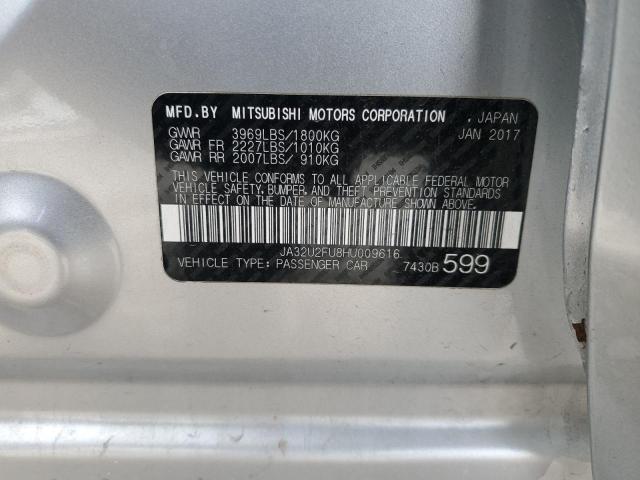 MFD.BY MITSUBISHI MOTORS CORPORATION , JAPAN
GVWR 3969LBS/1800KG JAN 2017
GAWR FR 2227LBS/1010KG
GAWR RR 2007LBS/ 910KG
THIS VEHICLE CONFORMS TO ALL APPLICABLE FEDERAL MOTOR
VEHICLE SAFETY, BUMPER, AND THEFT PREVENTION STANDARDS
IN EFFECT ON THE DATE OF MANUFACTURE SHOWN ABOVE.
JA32U2FU8HU009616
VEHICLE TYPE: PASSENGER CAR 7430B 599